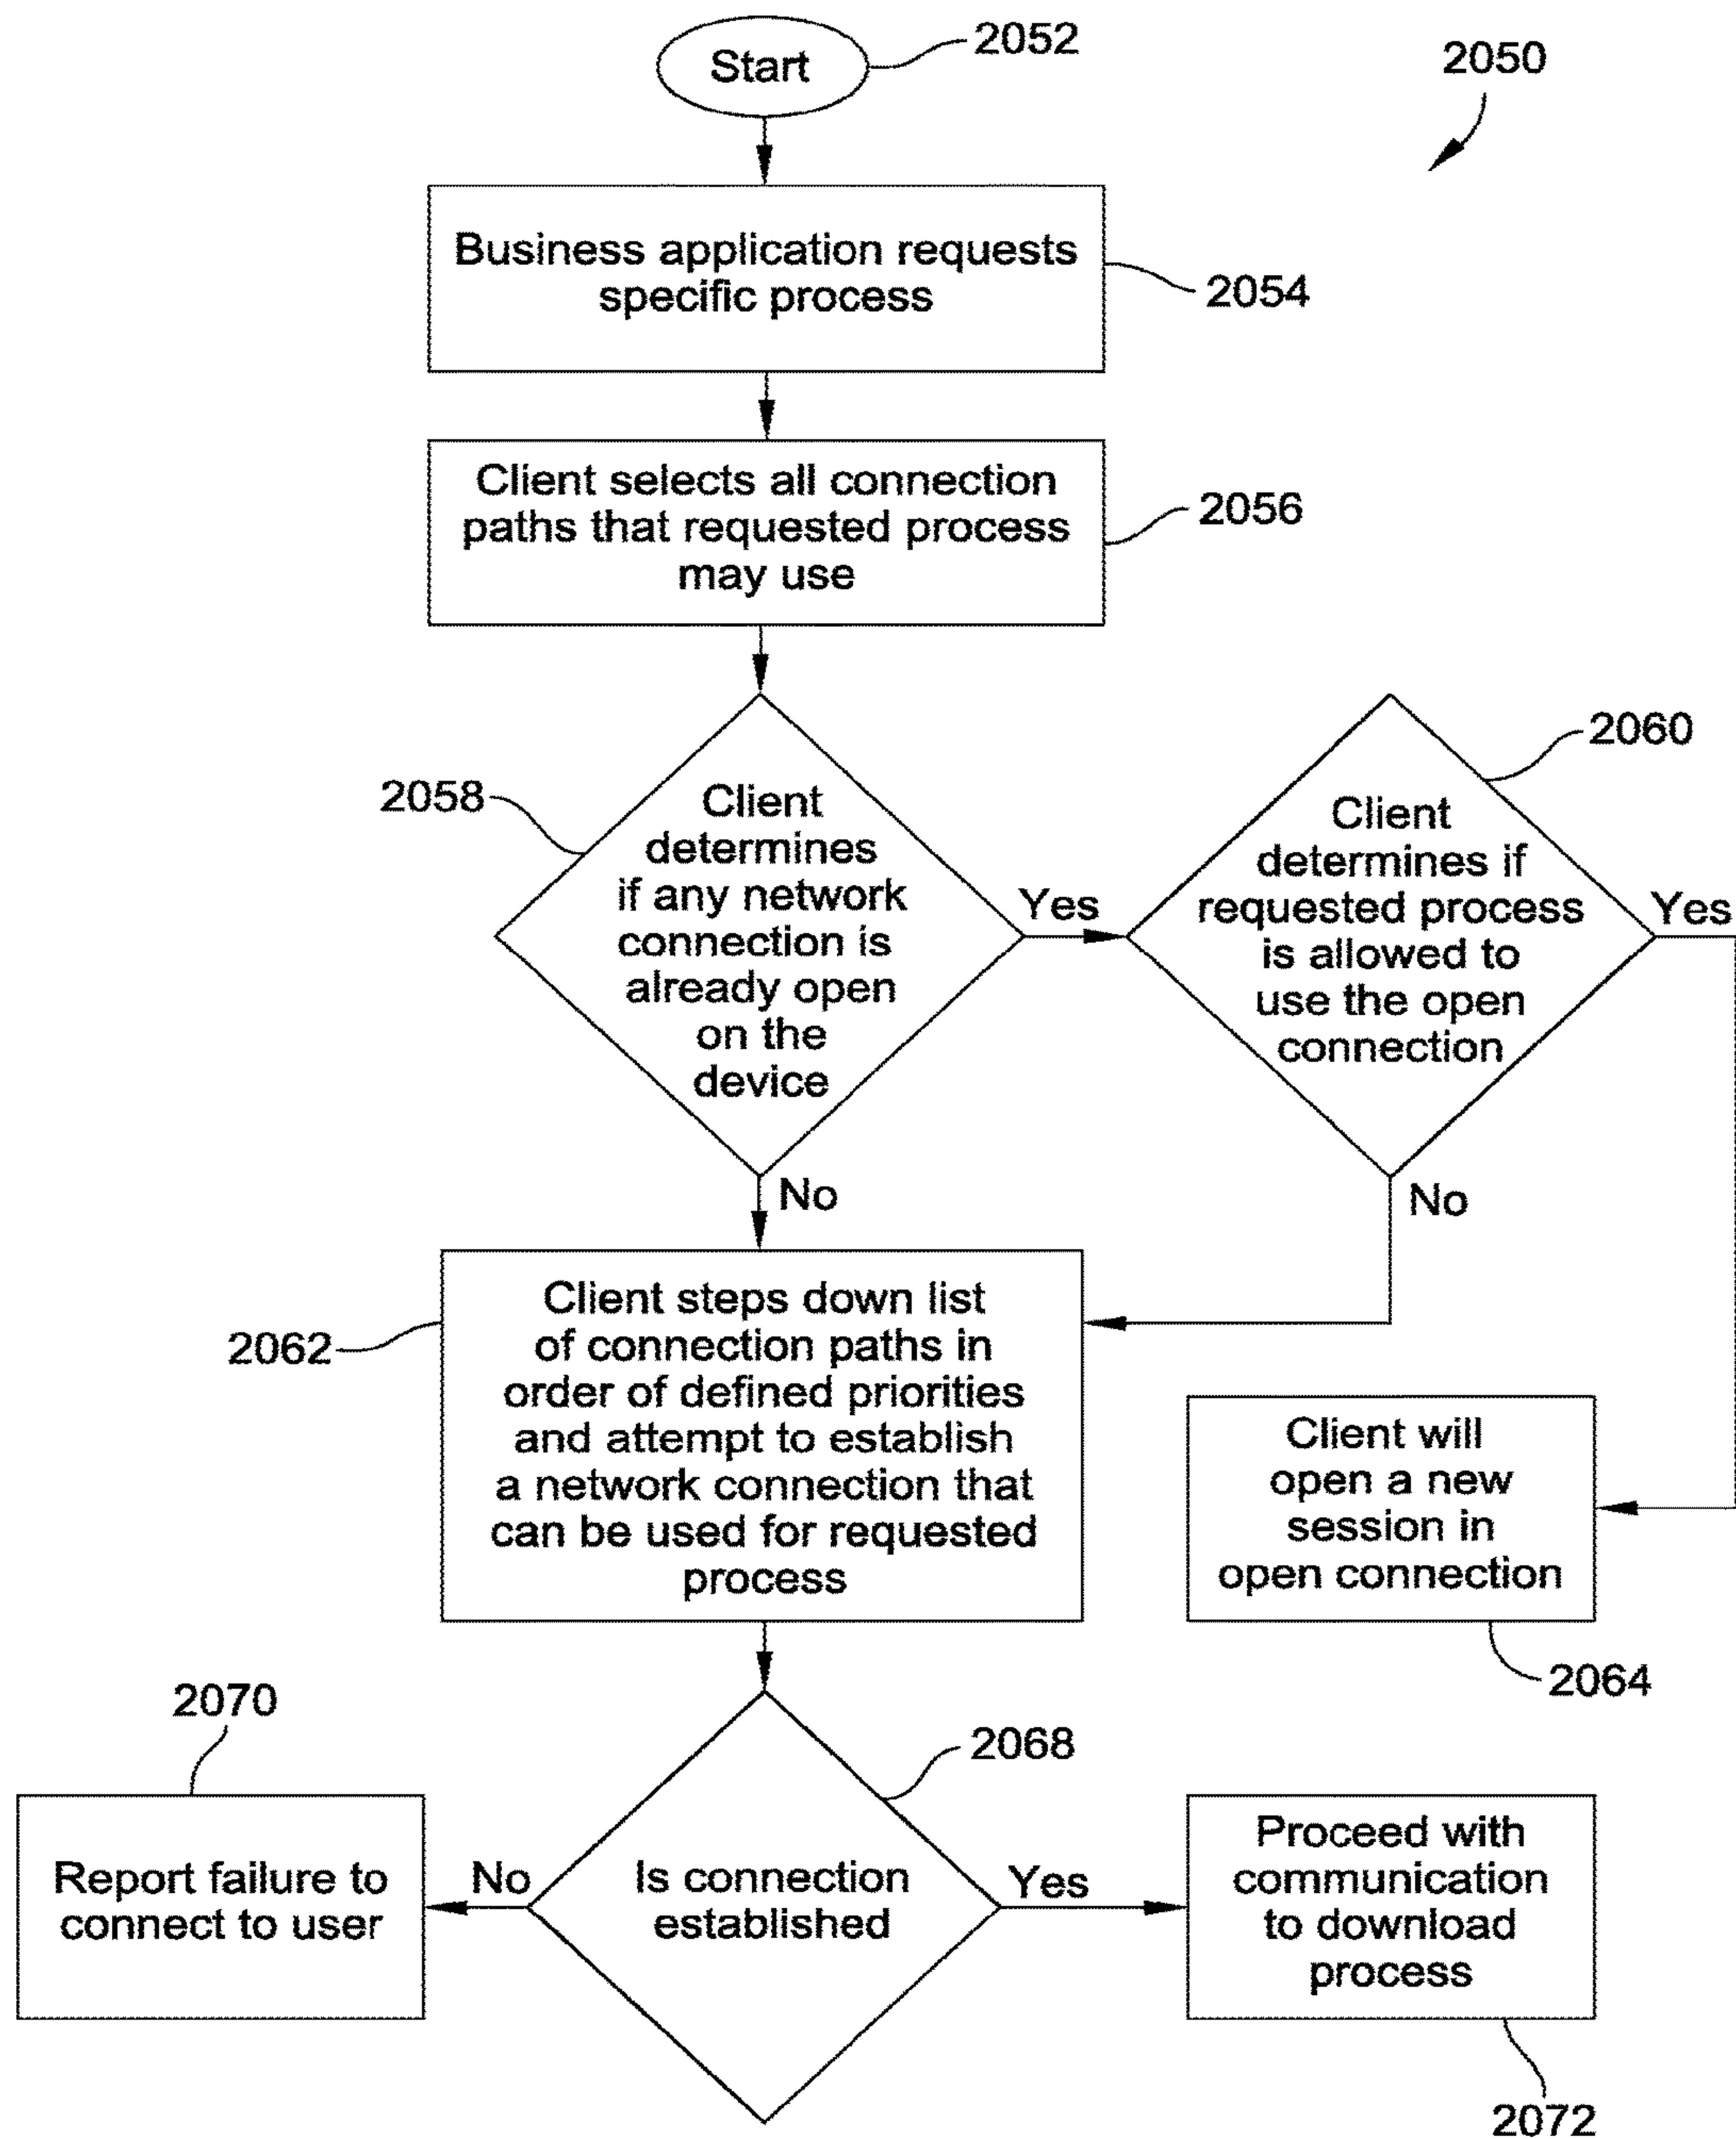 Start
2052
2050
Business application requests
specific process
2054
Client selects all connection
paths that requested process
may use
2056
2058
Client
determines
if any network
connection is
already open
on the
device
Yes
No
2060
Client
determines if
requested process
is allowed to
use the open
connection
Yes
No
2062
Client steps down list
of connection paths in
order of defined priorities
and attempt to establish
a network connection that
can be used for requested
process
Client will
open a new
session in
open connection
2064
2070
Report failure to
connect to user
No
2068
Is connection
established
Yes
Proceed with
communication
to download
process
2072